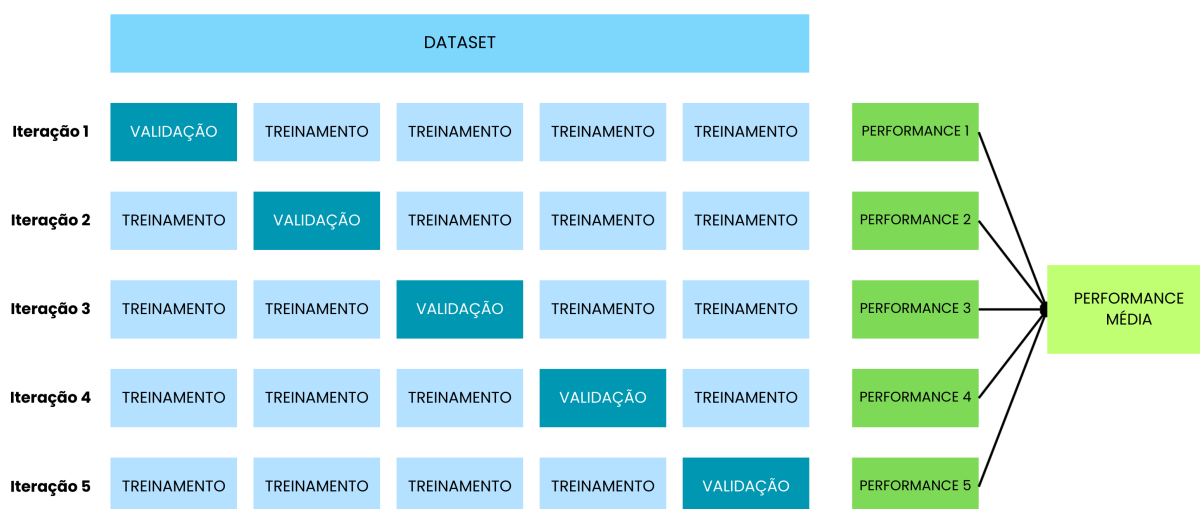 DATASET
Iteração 1 VALIDAÇÃO TREINAMENTO TREINAMENTO TREINAMENTO TREINAMENTO PERFORMANCE 1
Iteração 2 TREINAMENTO VALIDAÇÃO TREINAMENTO TREINAMENTO TREINAMENTO PERFORMANCE 2
Iteração 3 TREINAMENTO TREINAMENTO VALIDAÇÃO TREINAMENTO TREINAMENTO PERFORMANCE 3
PERFORMANCE
MÉDIA
Iteração 4 TREINAMENTO TREINAMENTO TREINAMENTO VALIDAÇÃO TREINAMENTO PERFORMANCE 4
Iteração 5 TREINAMENTO TREINAMENTO TREINAMENTO TREINAMENTO VALIDAÇÃO PERFORMANCE 5